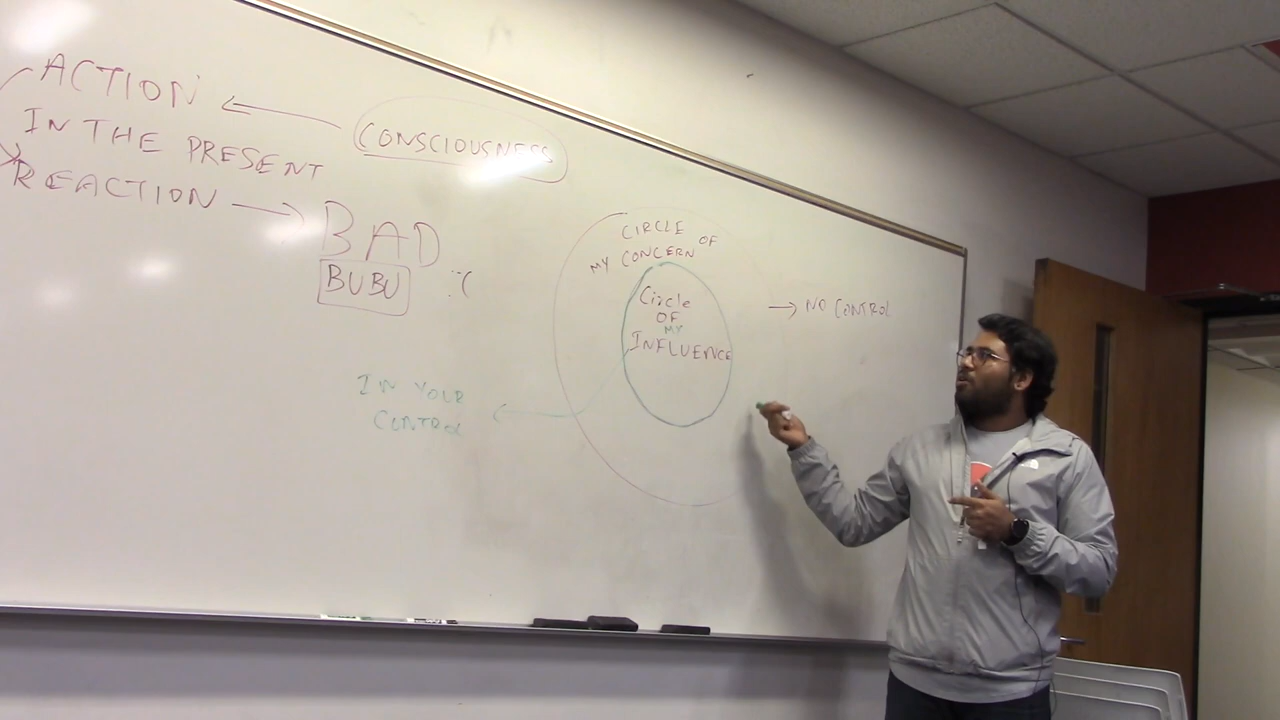 ACTION
CONSCIOUSNESS
IN THE PRESENT
REACTION
BAD
BUBU :(
CIRCLE OF
MY CONCERN
Circle
OF
MY
INFLUENCE
NO CONTROL
IN YOUR
CONTROL